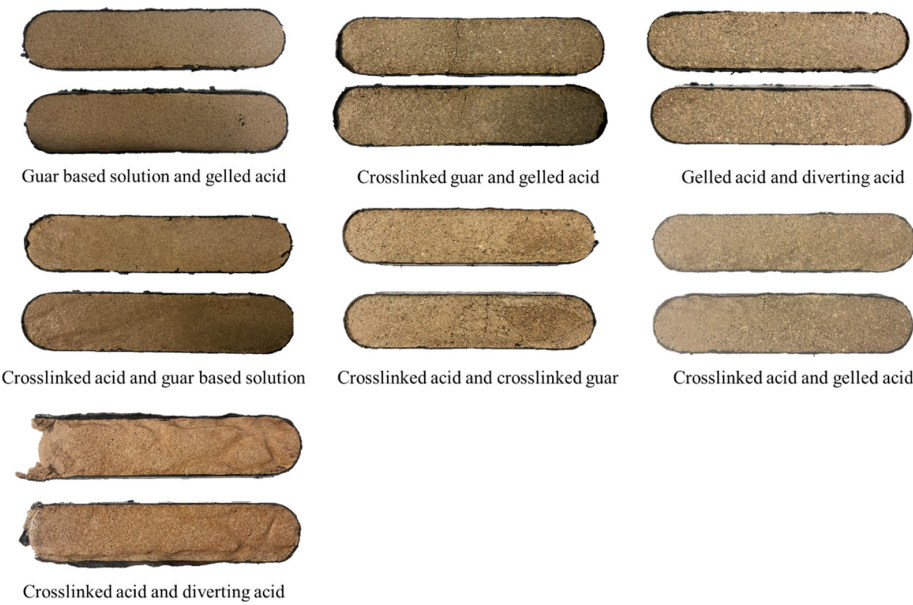 Guar based solution and gelled acid
Crosslinked guar and gelled acid
Gelled acid and diverting acid
Crosslinked acid and guar based solution
Crosslinked acid and crosslinked guar
Crosslinked acid and gelled acid
Crosslinked acid and diverting acid